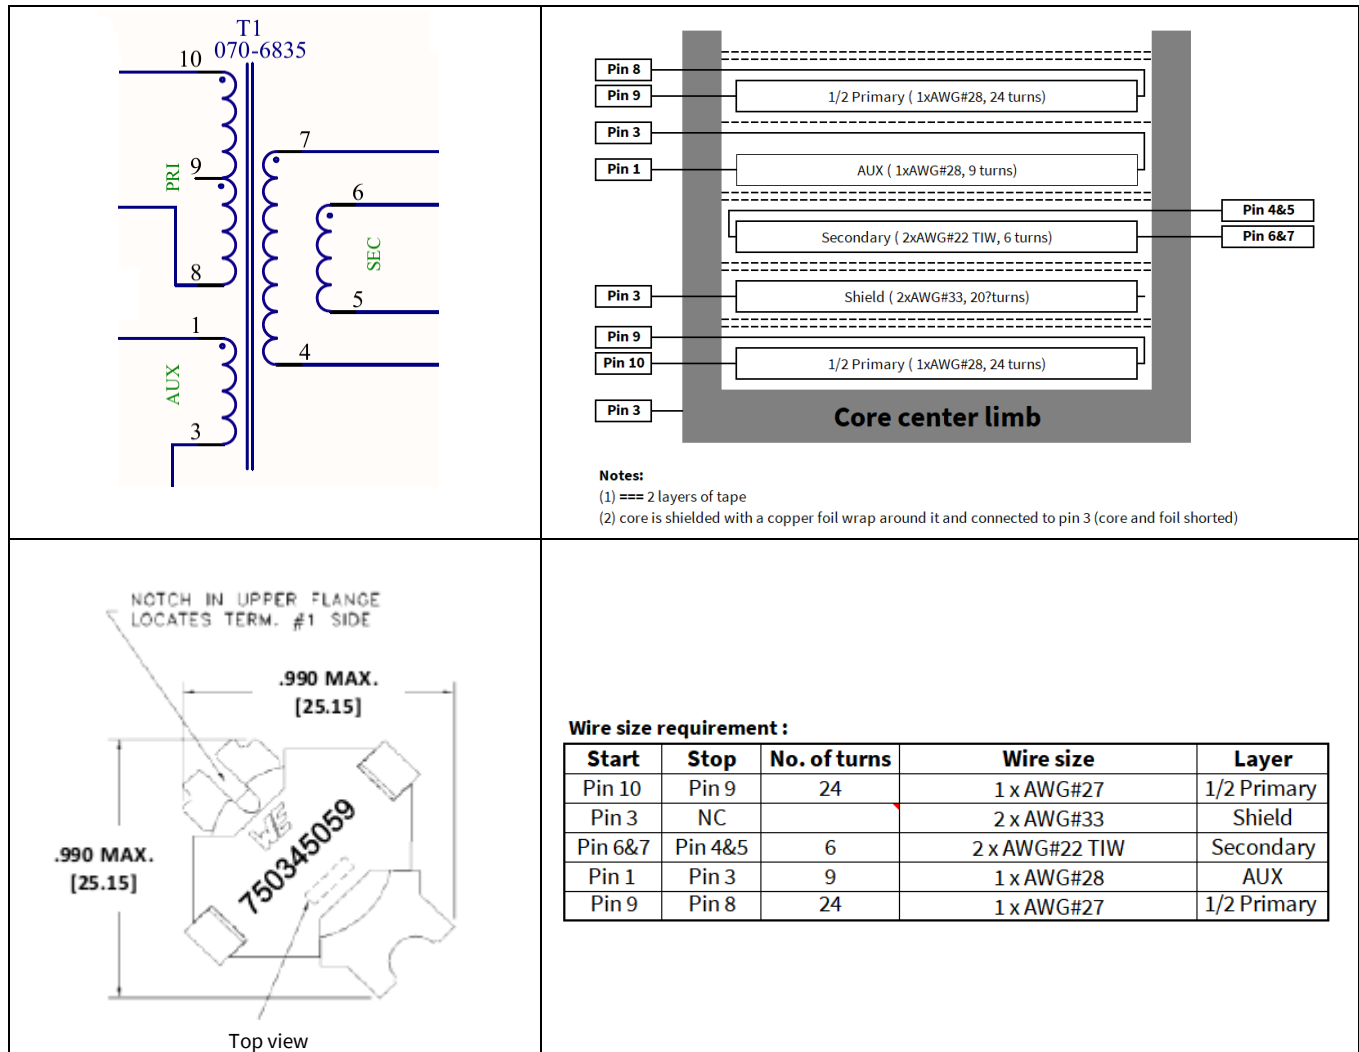 T1
070-6835
10
7
PRI
9
6
SEC
8
5
1
4
AUX
3
Pin 8
Pin 9
1/2 Primary ( 1xAWG#28, 24 turns)
Pin 3
Pin 1
AUX ( 1xAWG#28, 9 turns)
Pin 4&5
Secondary ( 2xAWG#22 TIW, 6 turns)
Pin 6&7
Pin 3
Shield ( 2xAWG#33, 20?turns)
Pin 9
Pin 10
1/2 Primary ( 1xAWG#28, 24 turns)
Pin 3
Core center limb
Notes:
(1) === 2 layers of tape
(2) core is shielded with a copper foil wrap around it and connected to pin 3 (core and foil shorted)
NOTCH IN UPPER FLANGE
LOCATES TERM. #1 SIDE
.990 MAX.
[25.15]
WE
750345059
.990 MAX.
[25.15]
Top view
Wire size requirement :
Start Stop No. of turns Wire size Layer
Pin 10 Pin 9 24 1 x AWG#27 1/2 Primary
Pin 3 NC 2 x AWG#33 Shield
Pin 6&7 Pin 4&5 6 2 x AWG#22 TIW Secondary
Pin 1 Pin 3 9 1 x AWG#28 AUX
Pin 9 Pin 8 24 1 x AWG#27 1/2 Primary